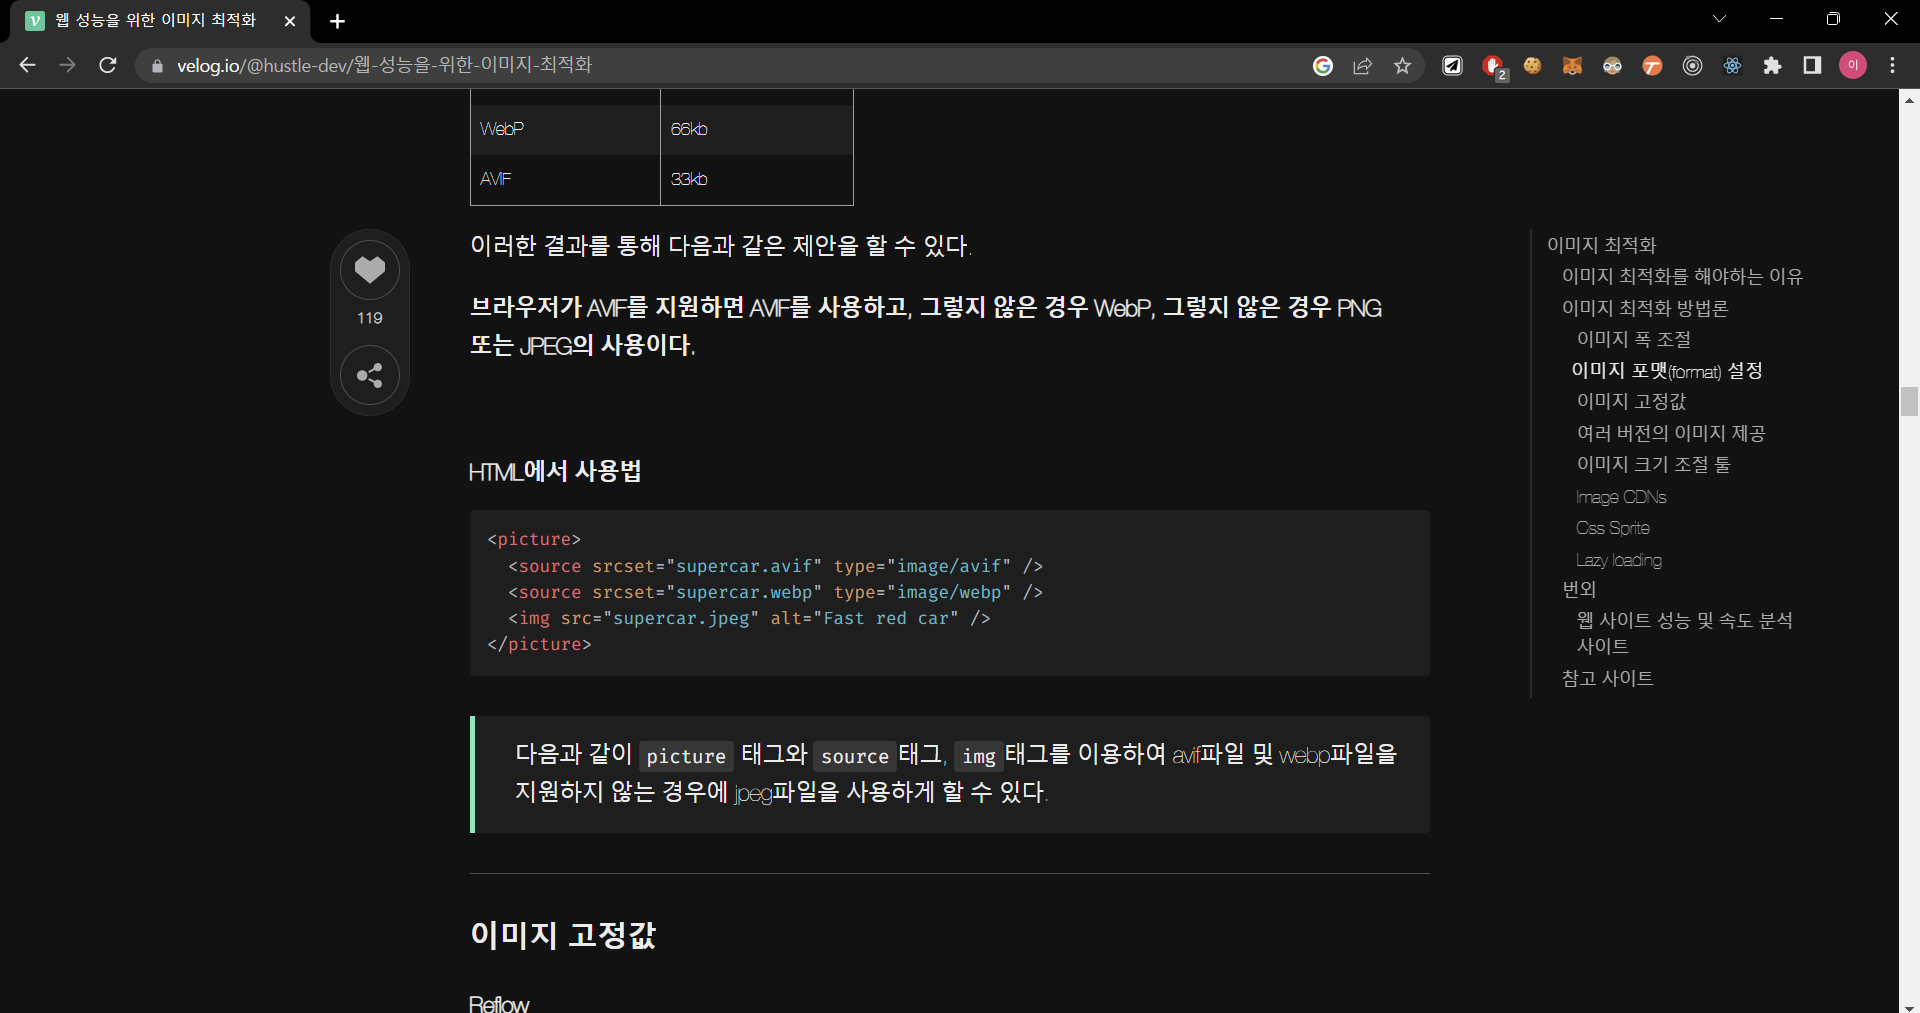 웹 성능을 위한 이미지 최적화
velog.io/@hustle-dev/웹-성능을-위한-이미지-최적화
2
이
WebP 66kb
AVIF 33kb
이러한 결과를 통해 다음과 같은 제안을 할 수 있다.
브라우저가 AVIF를 지원하면 AVIF를 사용하고, 그렇지 않은 경우 WebP, 그렇지 않은 경우 PNG
또는 JPEG의 사용이다.
119
HTML에서 사용법
<picture>
  <source srcset="supercar.avif" type="image/avif" />
  <source srcset="supercar.webp" type="image/webp" />
  <img src="supercar.jpeg" alt="Fast red car" />
</picture>
다음과 같이 picture 태그와 source태그, img태그를 이용하여 avif파일 및 webp파일을
지원하지 않는 경우에 jpeg파일을 사용하게 할 수 있다.
이미지 고정값
Reflow
이미지 최적화
이미지 최적화를 해야하는 이유
이미지 최적화 방법론
이미지 폭 조절
이미지 포맷(format) 설정
이미지 고정값
여러 버전의 이미지 제공
이미지 크기 조절 툴
Image CDNs
Css Sprite
Lazy loading
번외
웹 사이트 성능 및 속도 분석
사이트
참고 사이트